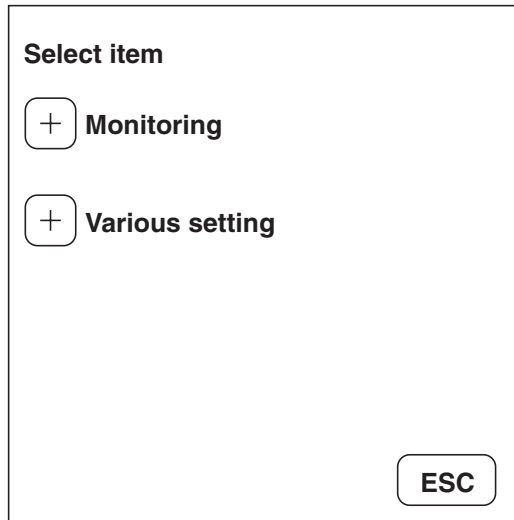 Select item
+ Monitoring
+ Various setting
ESC